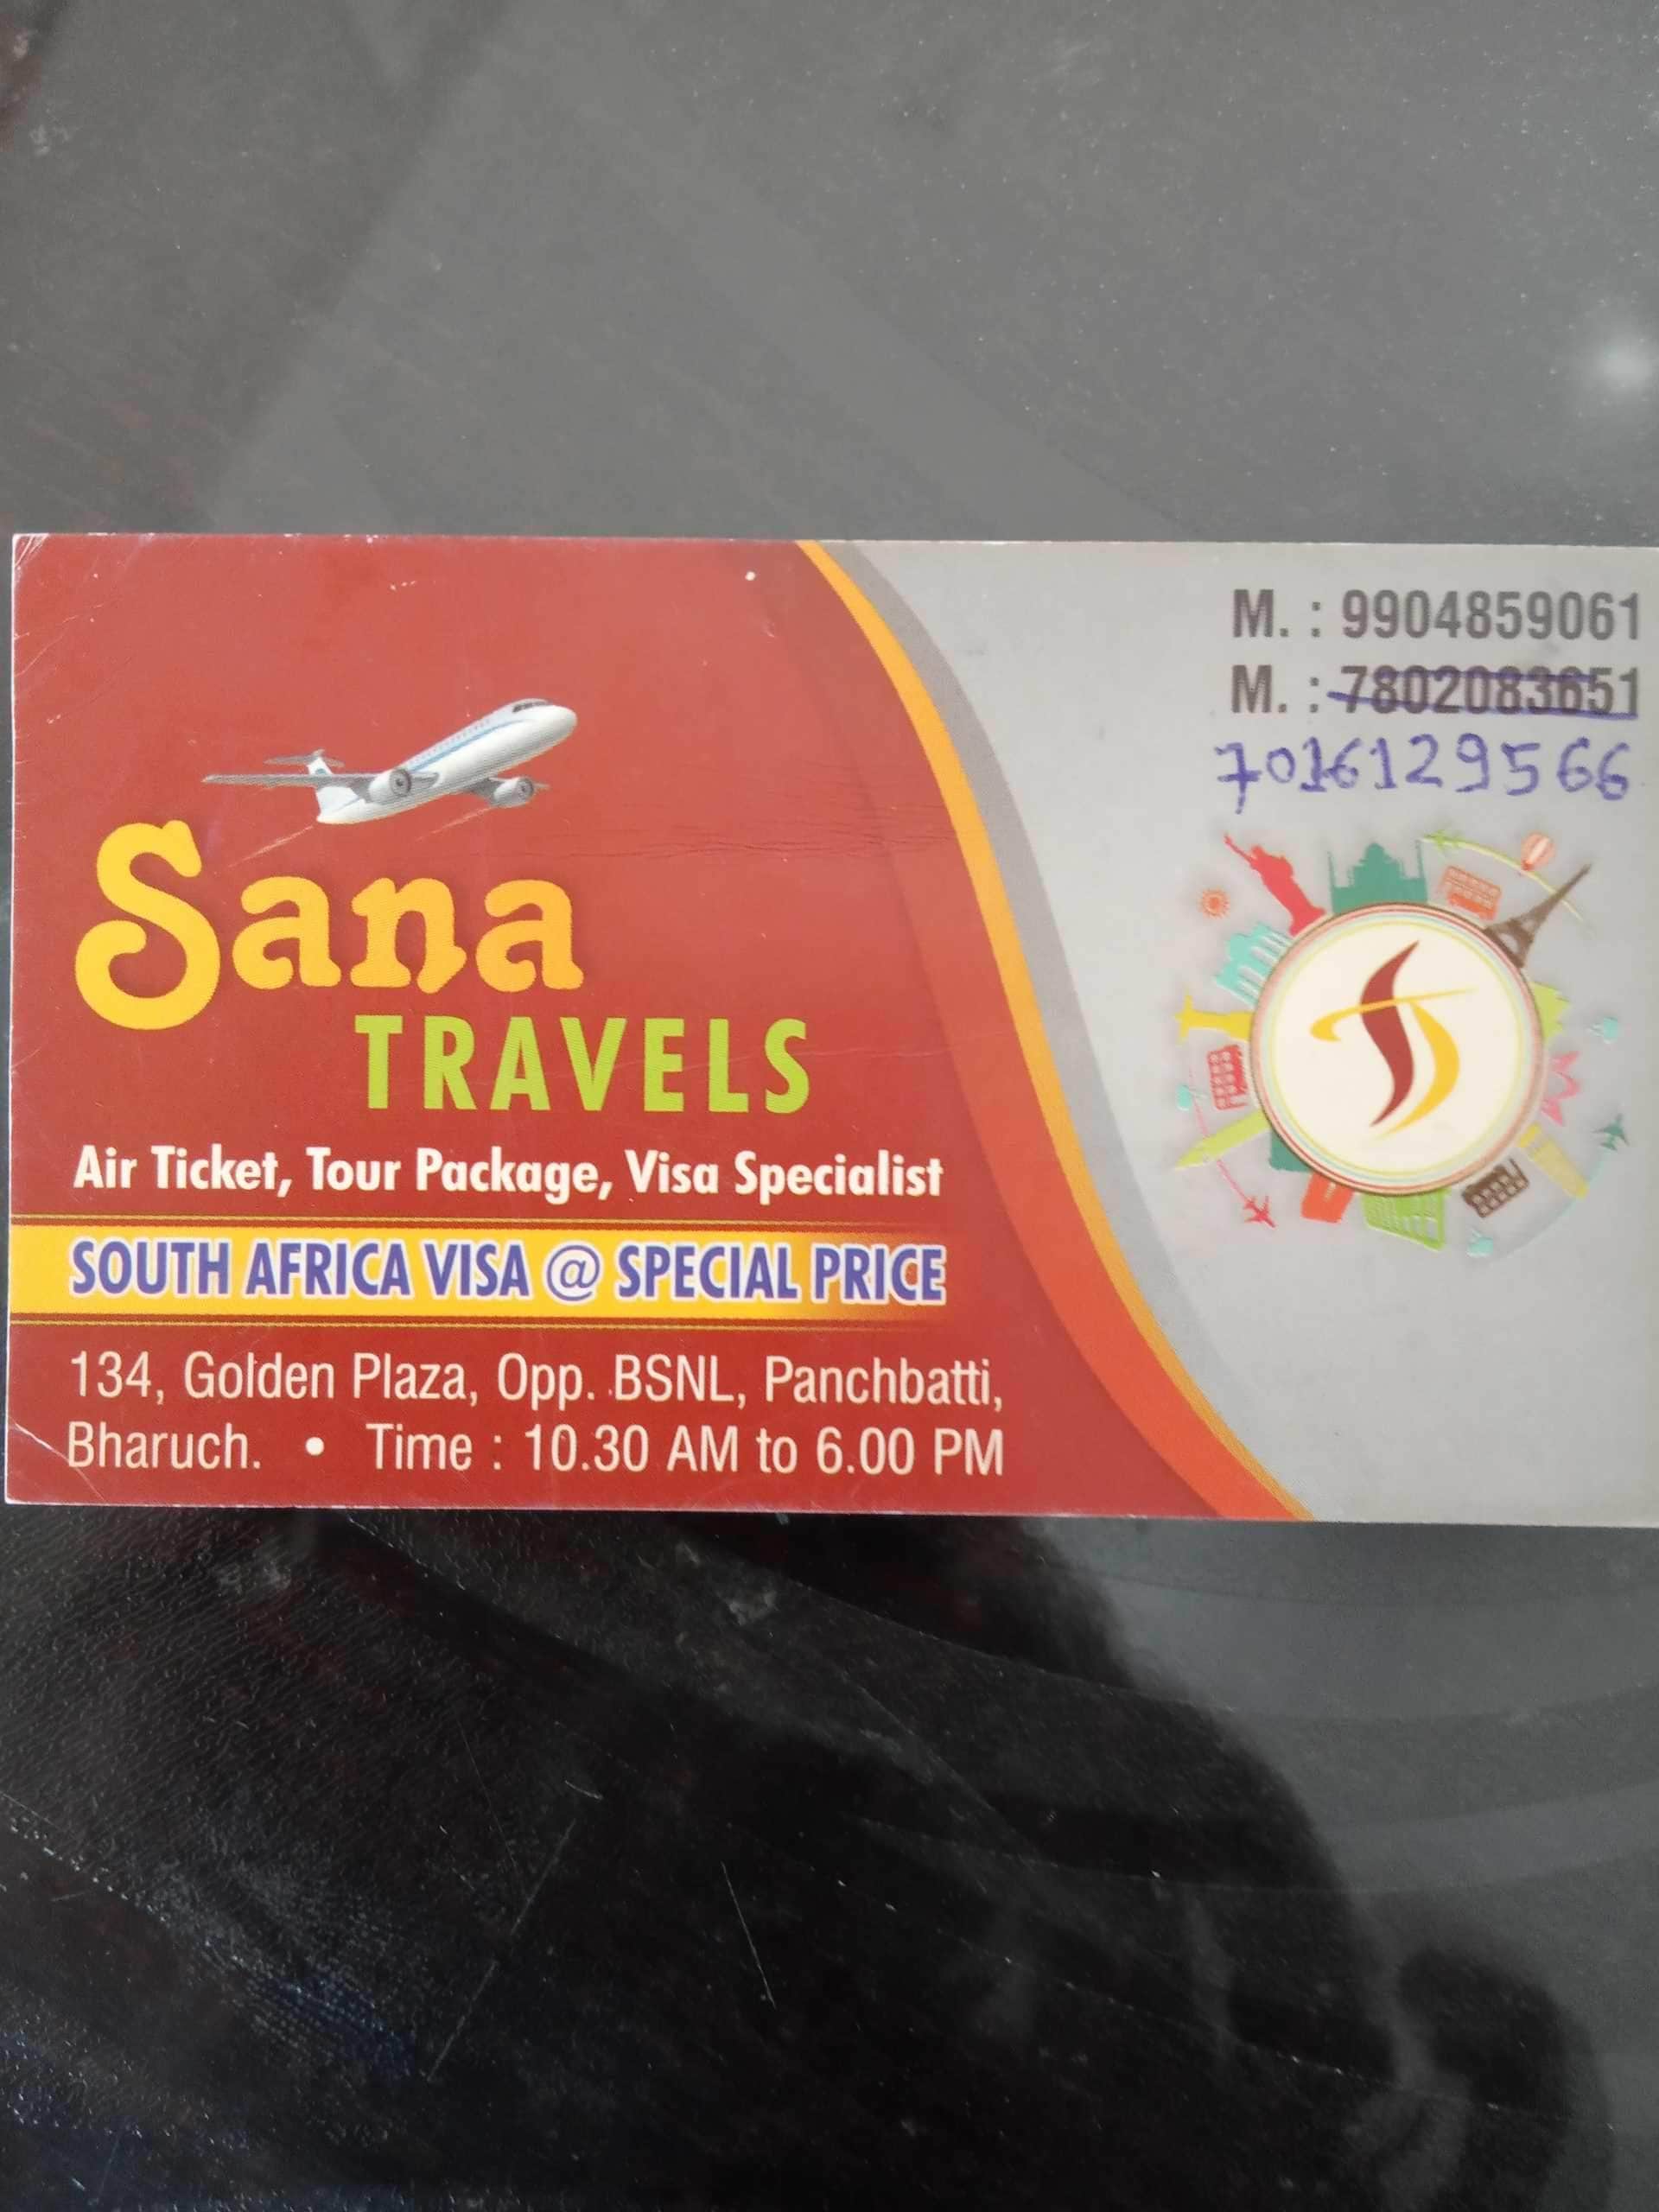 M. : 9904859061
M. : 7802083651
7016129566
Sana
TRAVELS
Air Ticket, Tour Package, Visa Specialist
SOUTH AFRICA VISA @ SPECIAL PRICE
134, Golden Plaza, Opp. BSNL, Panchbatti,
Bharuch. • Time : 10.30 AM to 6.00 PM